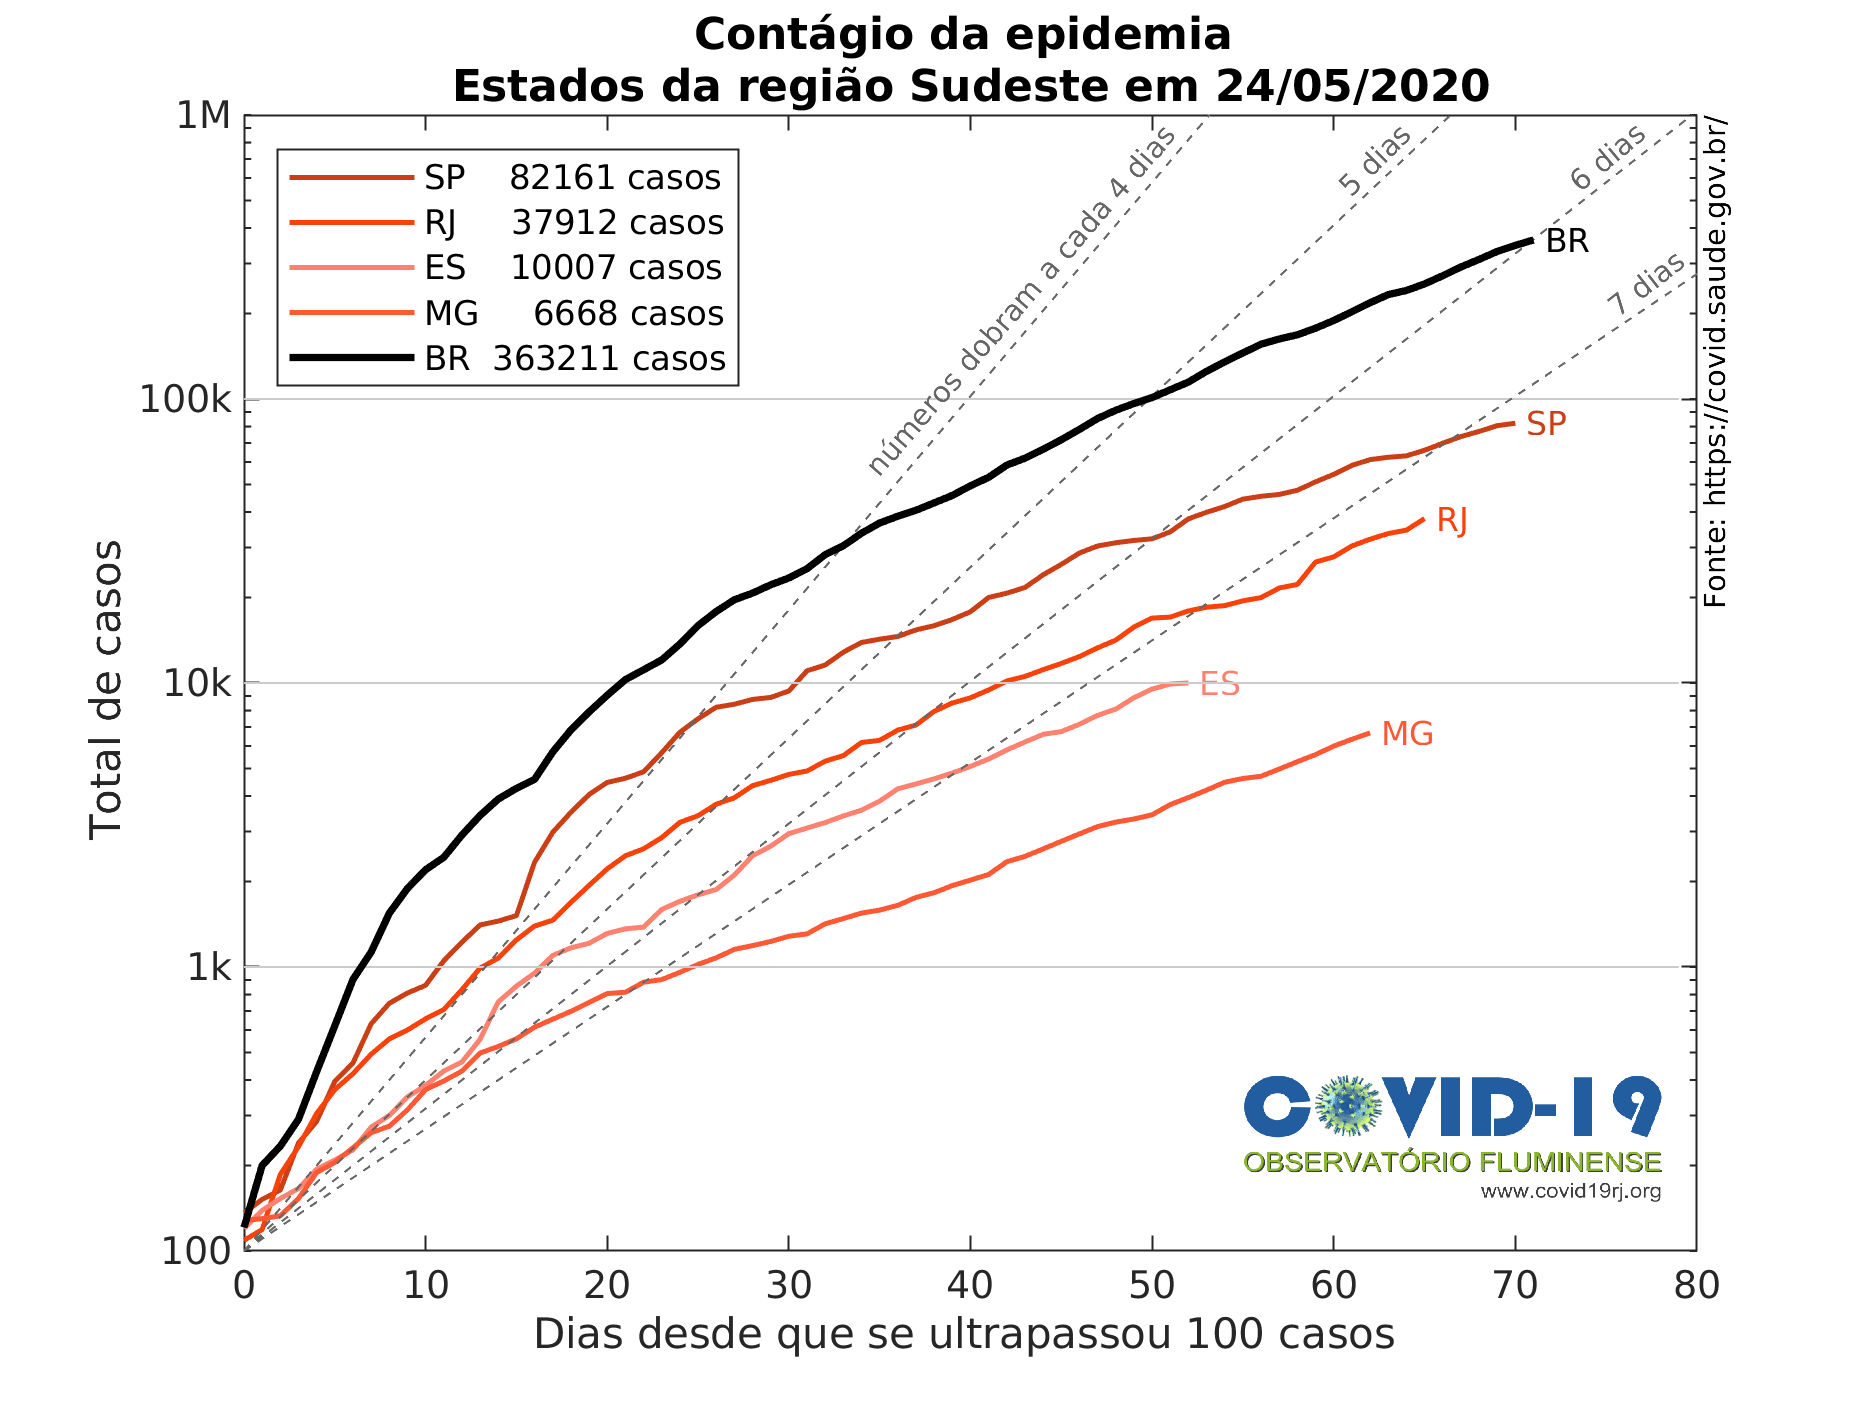 Contágio da epidemia
Estados da região Sudeste em 24/05/2020
1M
100k
10k
1k
100
Total de casos
SP 82161 casos
RJ 37912 casos
ES 10007 casos
MG 6668 casos
BR 363211 casos
números dobram a cada 4 dias
5 dias
6 dias
7 dias
BR
SP
RJ
ES
MG
Fonte: https://covid.saude.gov.br/
COVID-19
OBSERVATÓRIO FLUMINENSE
www.covid19rj.org
0 10 20 30 40 50 60 70 80
Dias desde que se ultrapassou 100 casos